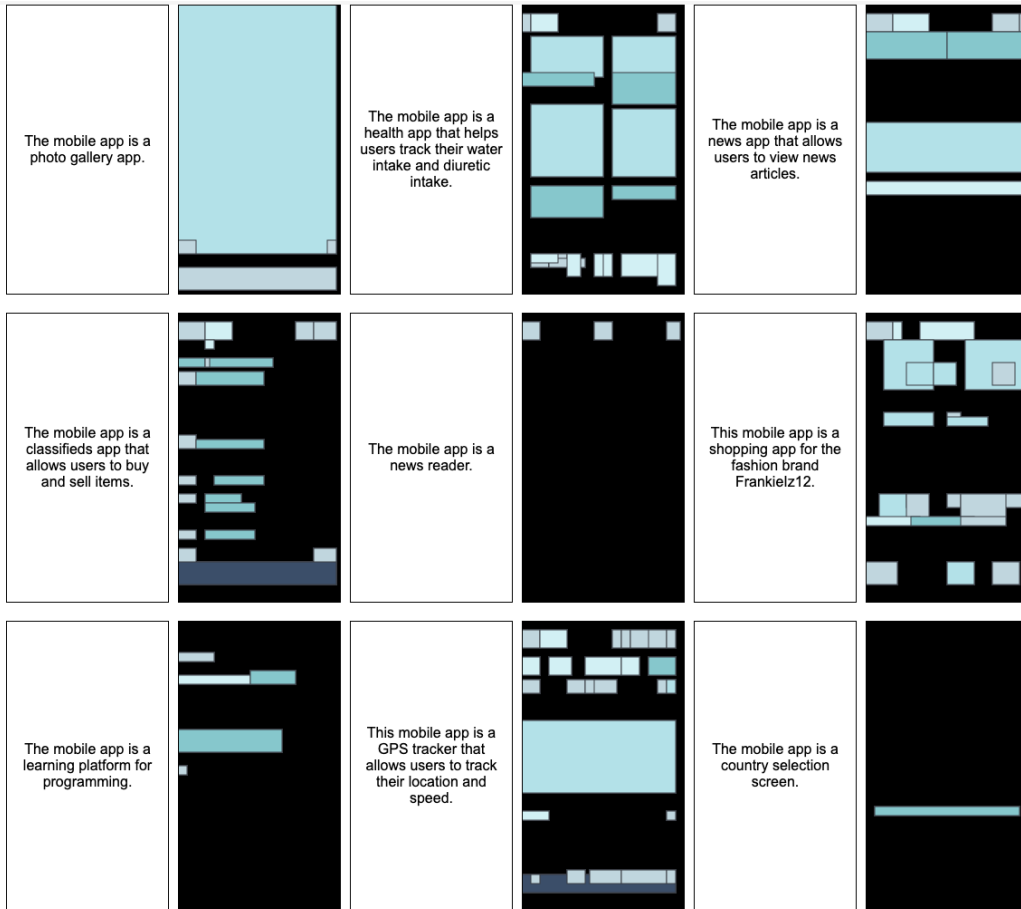 The mobile app is a
photo gallery app.
The mobile app is a
health app that helps
users track their water
intake and diuretic
intake.
The mobile app is a
news app that allows
users to view news
articles.
The mobile app is a
classifieds app that
allows users to buy
and sell items.
The mobile app is a
news reader.
This mobile app is a
shopping app for the
fashion brand
Frankielz12.
The mobile app is a
learning platform for
programming.
This mobile app is a
GPS tracker that
allows users to track
their location and
speed.
The mobile app is a
country selection
screen.